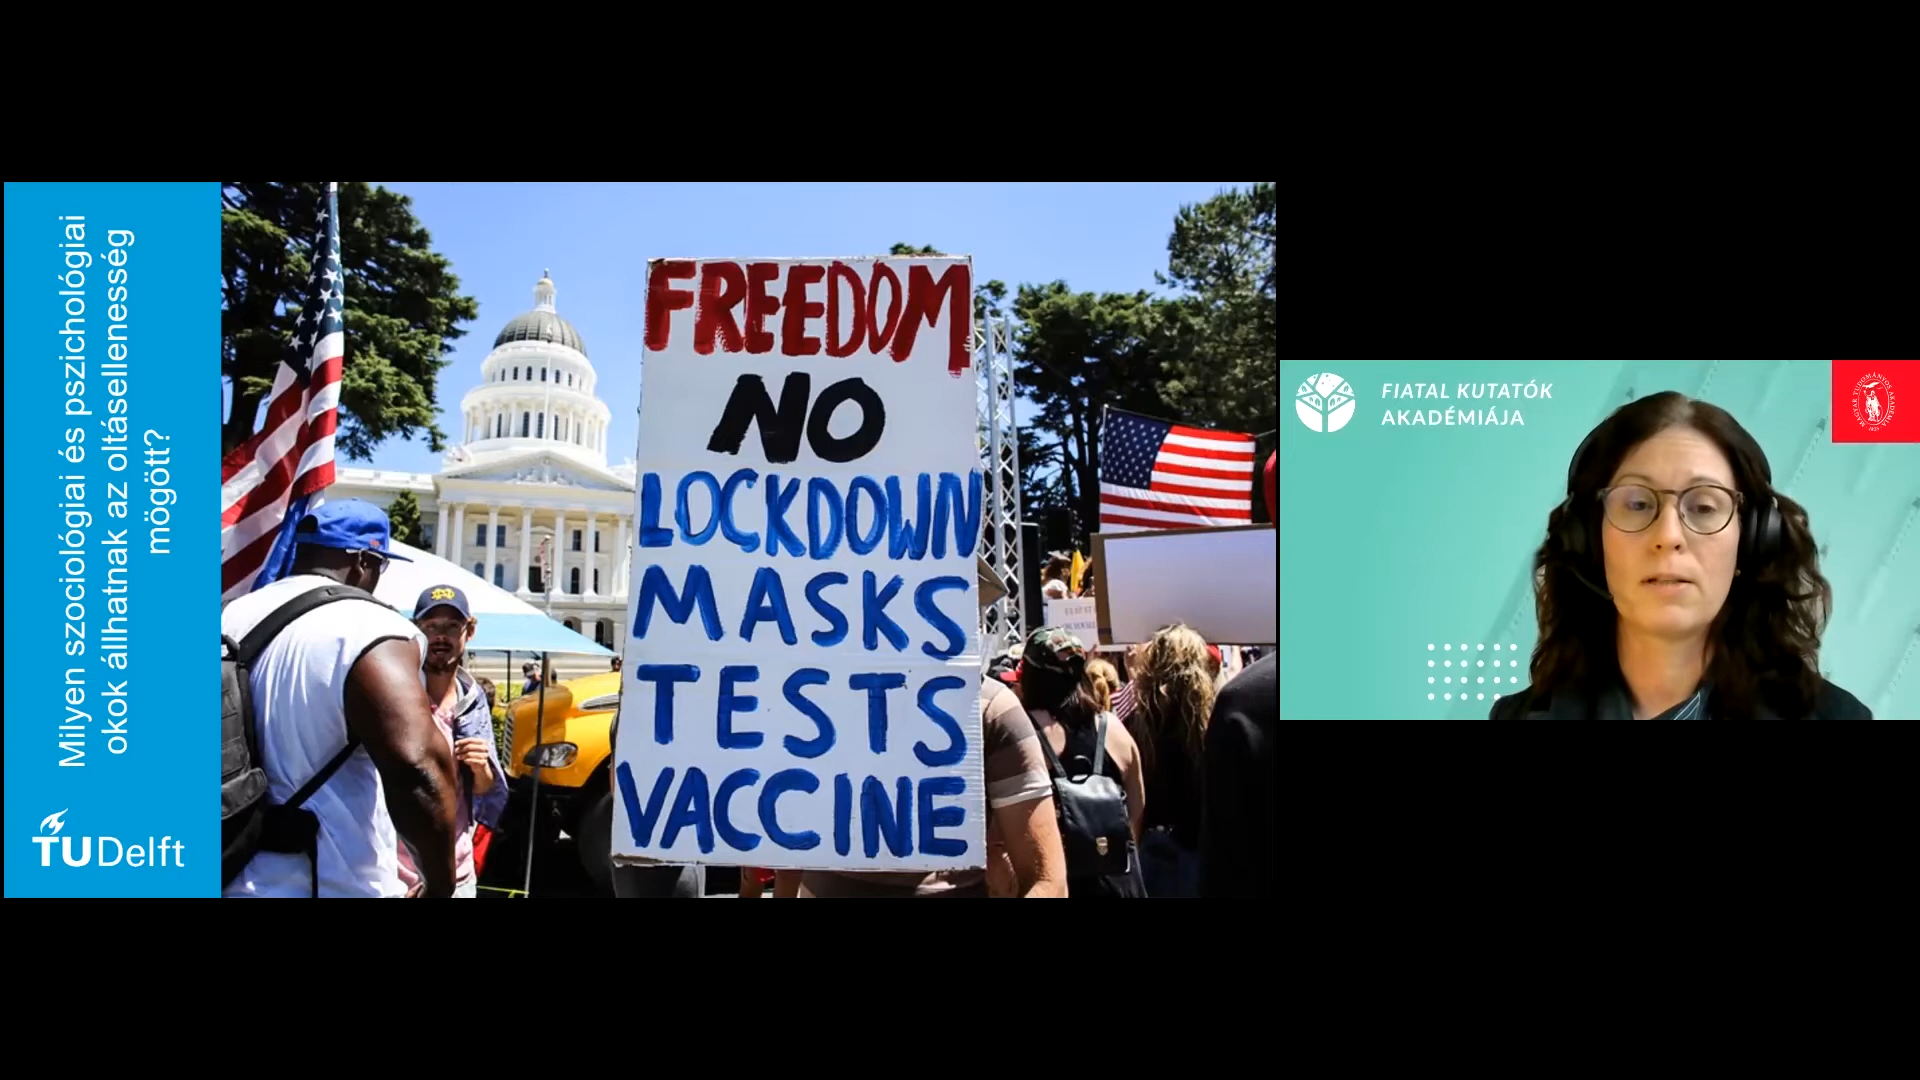 Milyen szociológiai és pszichológiai
okok állhatnak az oltásellenesség
mögött?
TUDelft
FREEDOM
NO
LOCKDOWN
MASKS
TESTS
VACCINE
FIATAL KUTATÓK
AKADÉMIÁJA